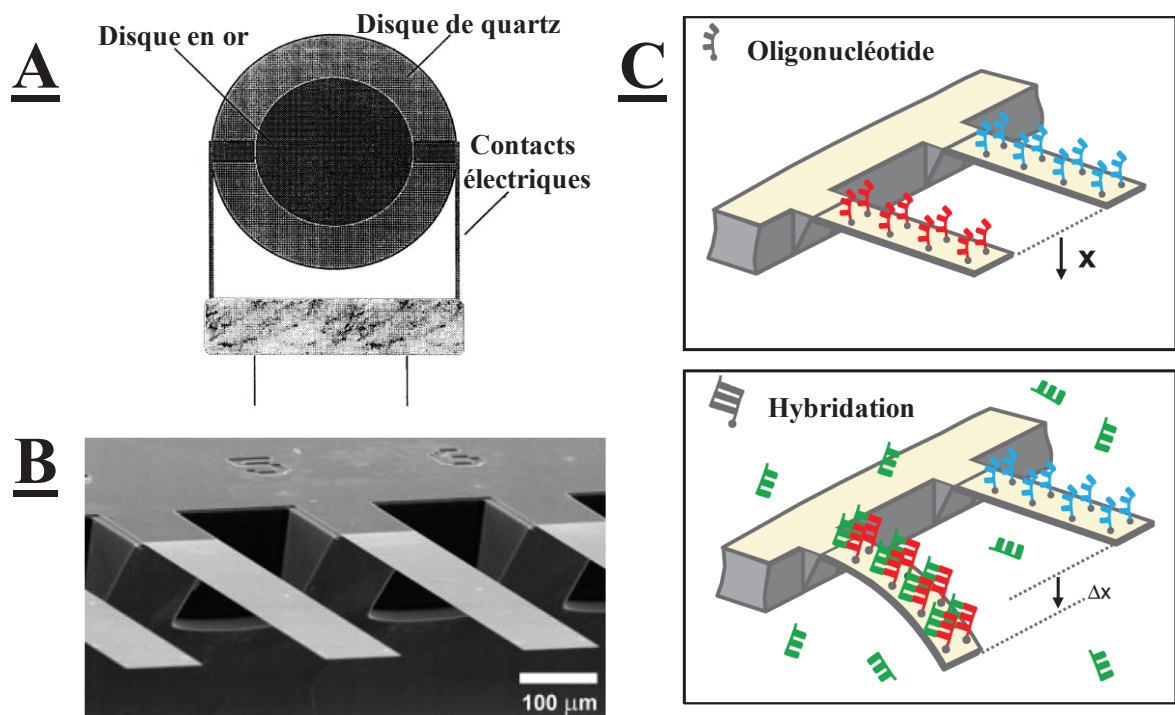 A
Disque en or
Disque de quartz
Contacts
électriques
B
100 μm
C
Oligonucléotide
x
Hybridation
Δx